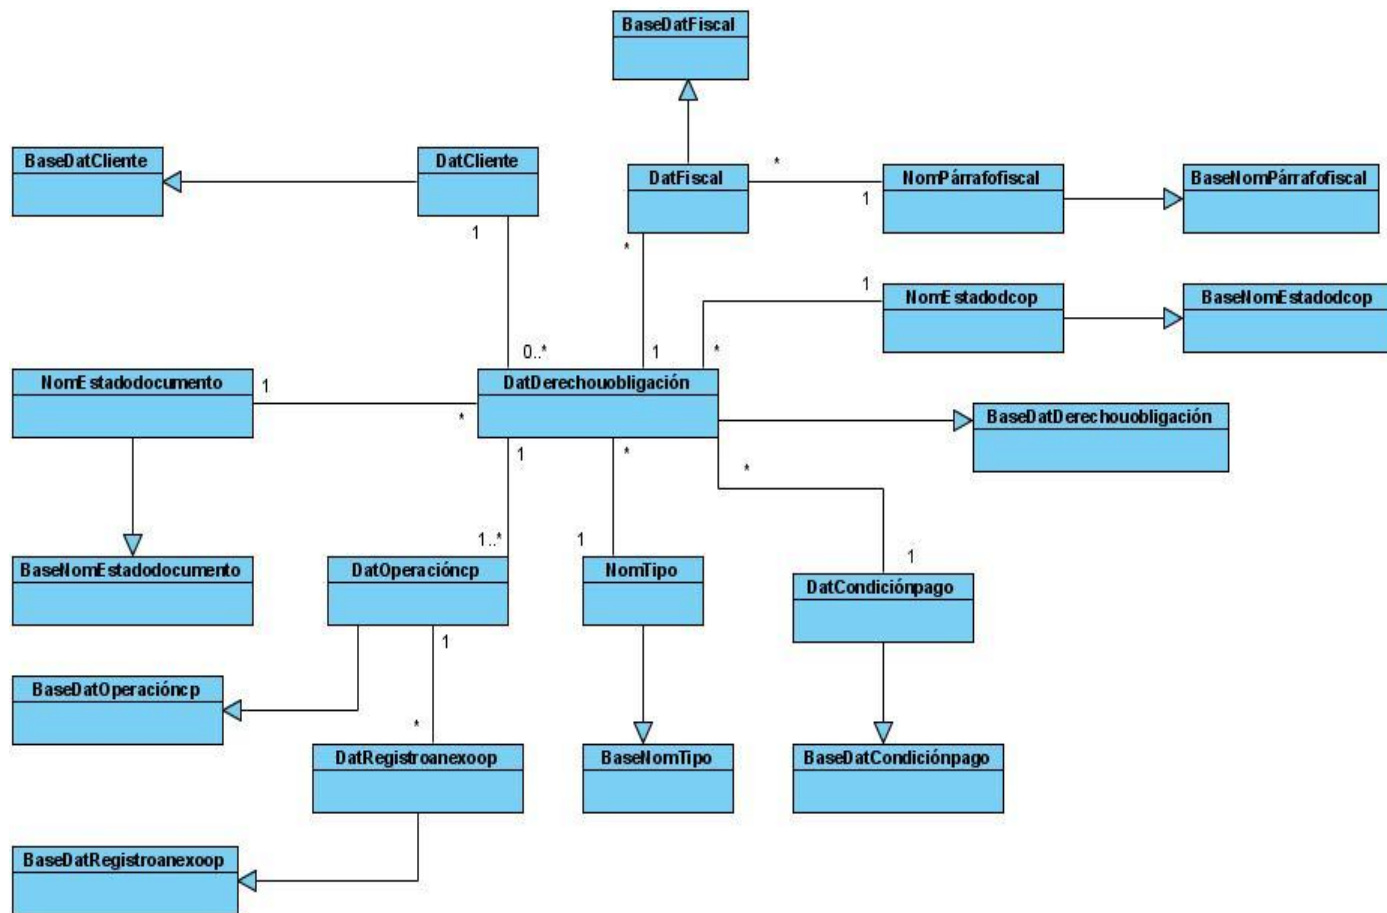 BaseDatFiscal
BaseDatCliente
DatCliente
DatFiscal
*
1
NomPárrafofiscal
BaseNomPárrafofiscal
1
*
1
NomEstadodcop
BaseNomEstadodcop
0..*
1
*
NomEstadodocumento
1
*
DatDerechouobligación
BaseDatDerechouobligación
1
*
*
1..*
1
1
BaseNomEstadodocumento
DatOperacióncp
NomTipo
DatCondiciónpago
1
BaseDatOperacióncp
*
DatRegistroanexoop
BaseNomTipo
BaseDatCondiciónpago
BaseDatRegistroanexoop